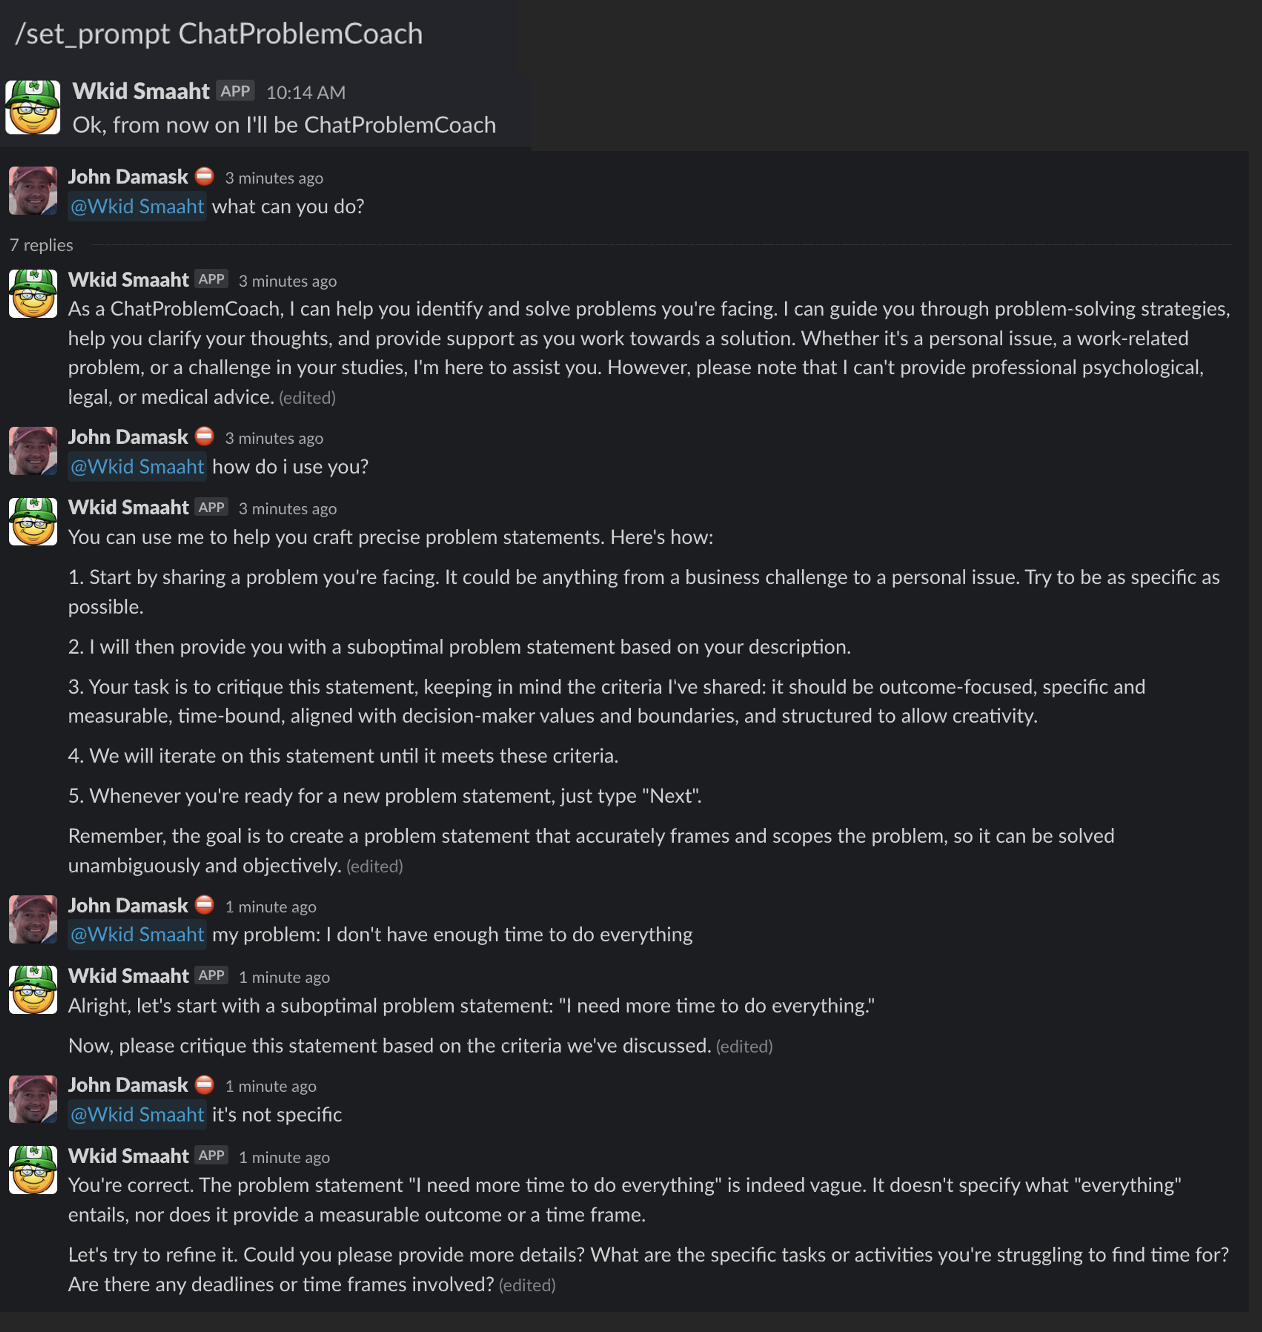 /set_prompt ChatProblemCoach
Wkid Smaaht APP 10:14 AM
Ok, from now on I'll be ChatProblemCoach
John Damask 3 minutes ago
@Wkid Smaaht what can you do?
7 replies
Wkid Smaaht APP 3 minutes ago
As a ChatProblemCoach, I can help you identify and solve problems you're facing. I can guide you through problem-solving strategies,
help you clarify your thoughts, and provide support as you work towards a solution. Whether it's a personal issue, a work-related
problem, or a challenge in your studies, I'm here to assist you. However, please note that I can't provide professional psychological,
legal, or medical advice. (edited)
John Damask 3 minutes ago
@Wkid Smaaht how do i use you?
Wkid Smaaht APP 3 minutes ago
You can use me to help you craft precise problem statements. Here's how:
1. Start by sharing a problem you're facing. It could be anything from a business challenge to a personal issue. Try to be as specific as
possible.
2. I will then provide you with a suboptimal problem statement based on your description.
3. Your task is to critique this statement, keeping in mind the criteria I've shared: it should be outcome-focused, specific and
measurable, time-bound, aligned with decision-maker values and boundaries, and structured to allow creativity.
4. We will iterate on this statement until it meets these criteria.
5. Whenever you're ready for a new problem statement, just type "Next".
Remember, the goal is to create a problem statement that accurately frames and scopes the problem, so it can be solved
unambiguously and objectively. (edited)
John Damask 1 minute ago
@Wkid Smaaht my problem: I don't have enough time to do everything
Wkid Smaaht APP 1 minute ago
Alright, let's start with a suboptimal problem statement: "I need more time to do everything."
Now, please critique this statement based on the criteria we've discussed. (edited)
John Damask 1 minute ago
@Wkid Smaaht it's not specific
Wkid Smaaht APP 1 minute ago
You're correct. The problem statement "I need more time to do everything" is indeed vague. It doesn't specify what "everything"
entails, nor does it provide a measurable outcome or a time frame.
Let's try to refine it. Could you please provide more details? What are the specific tasks or activities you're struggling to find time for?
Are there any deadlines or time frames involved? (edited)